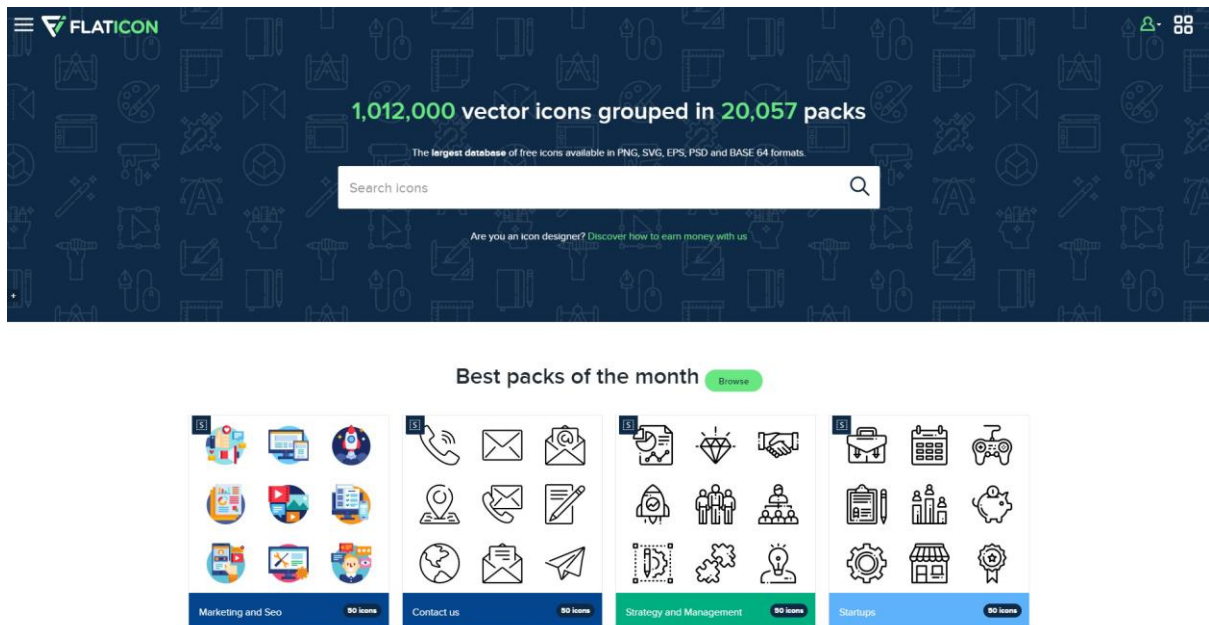 FLATICON
1,012,000 vector icons grouped in 20,057 packs
The largest database of free icons available in PNG, SVG, EPS, PSD and BASE 64 formats.
Search icons
Are you an icon designer? Discover how to earn money with us
+
Best packs of the month Browse
S S S S
Marketing and Seo 50 icons Contact us 50 icons Strategy and Management 50 icons Startups 50 icons